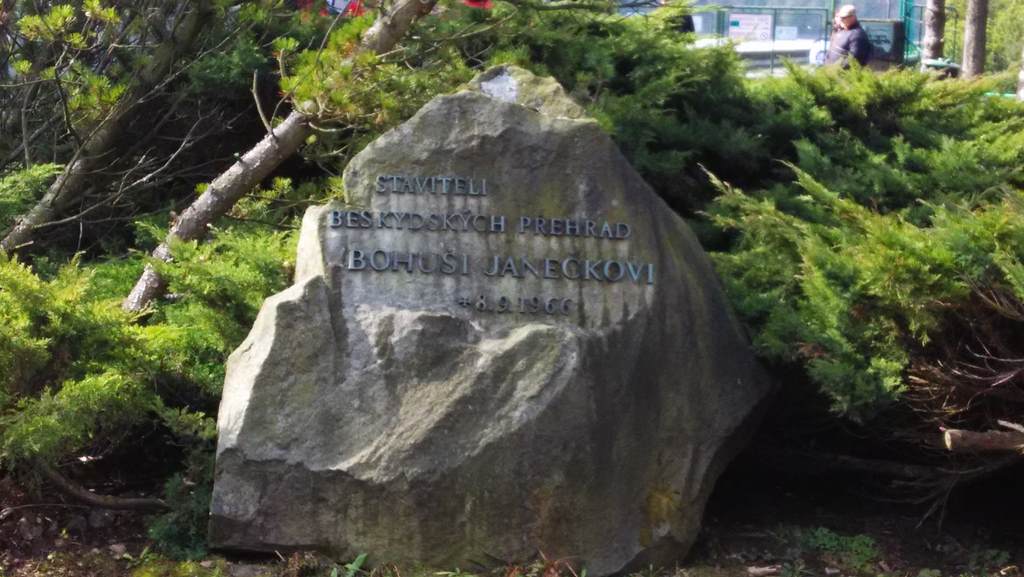 STAVITELI
BESKYDSKÝCH PŘEHRAD
BOHUŠI JANEČKOVI
+ 8.9.1966